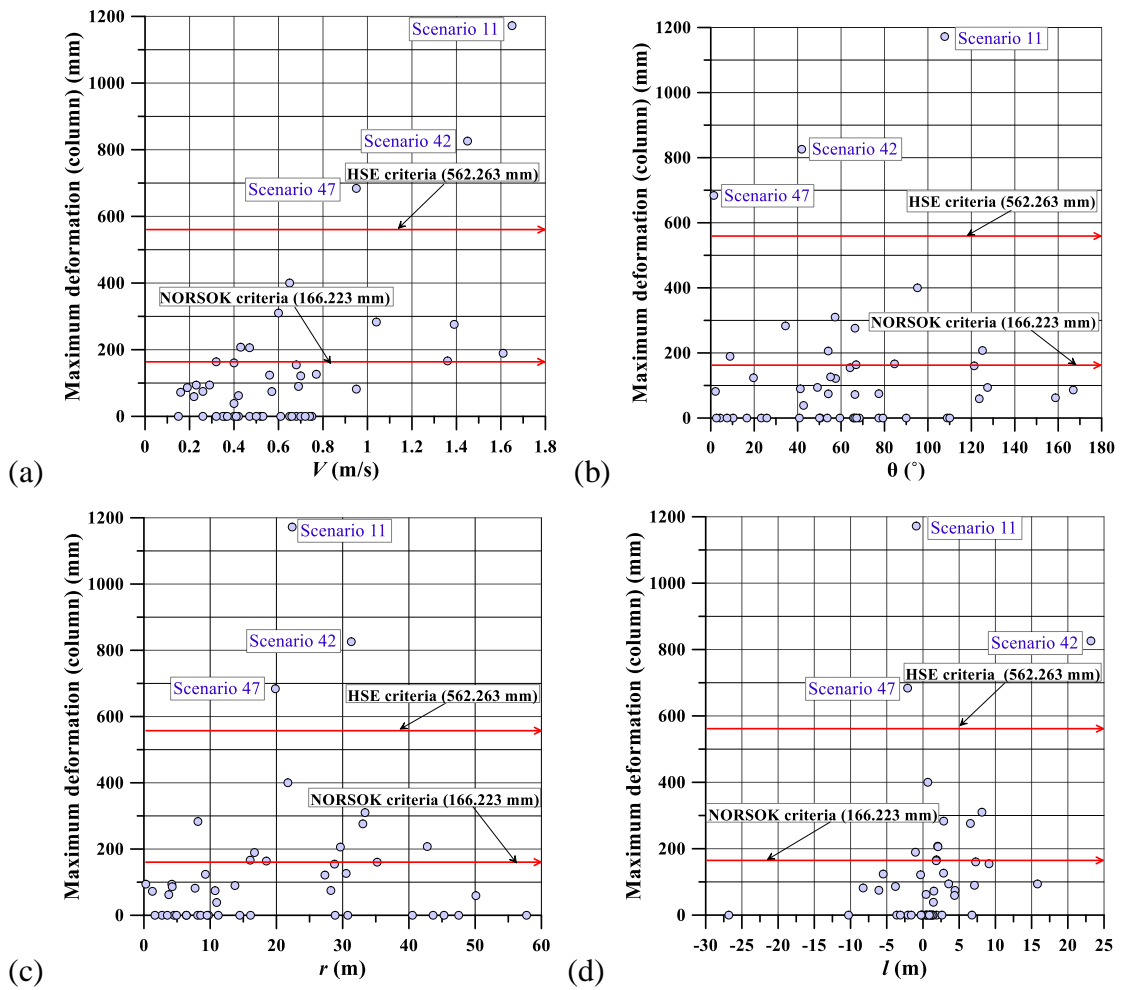 1200
1000
800
600
400
200
0
Maximum deformation (column) (mm)
Scenario 11
Scenario 42
HSE criteria (562.263 mm)
Scenario 47
NORSOK criteria (166.223 mm)
0 0.2 0.4 0.6 0.8 1 1.2 1.4 1.6 1.8
V (m/s)
(a)
1200
1000
800
600
400
200
0
Maximum deformation (column) (mm)
Scenario 11
Scenario 42
Scenario 47
HSE criteria (562.263 mm)
NORSOK criteria (166.223 mm)
0 20 40 60 80 100 120 140 160 180
θ (°)
(b)
1200
1000
800
600
400
200
0
Maximum deformation (column) (mm)
Scenario 11
Scenario 42
Scenario 47
HSE criteria (562.263 mm)
NORSOK criteria (166.223 mm)
0 10 20 30 40 50 60
r (m)
(c)
1200
1000
800
600
400
200
0
Maximum deformation (column) (mm)
Scenario 11
Scenario 42
HSE criteria (562.263 mm)
Scenario 47
NORSOK criteria (166.223 mm)
-30 -25 -20 -15 -10 -5 0 5 10 15 20 25
l (m)
(d)